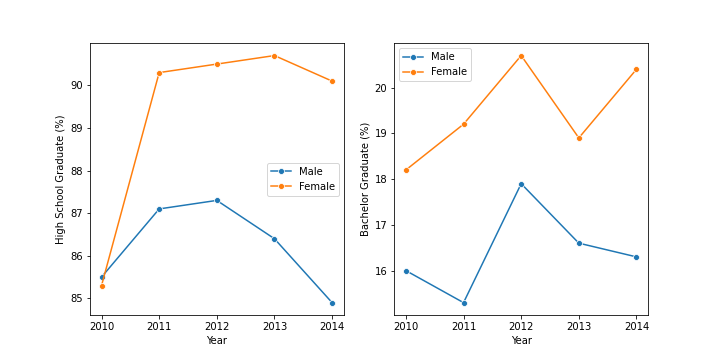 High School Graduate (%)
90
89
88
87
86
85
Male
Female
2010 2011 2012 2013 2014
Year
Bachelor Graduate (%)
20
19
18
17
16
Male
Female
2010 2011 2012 2013 2014
Year